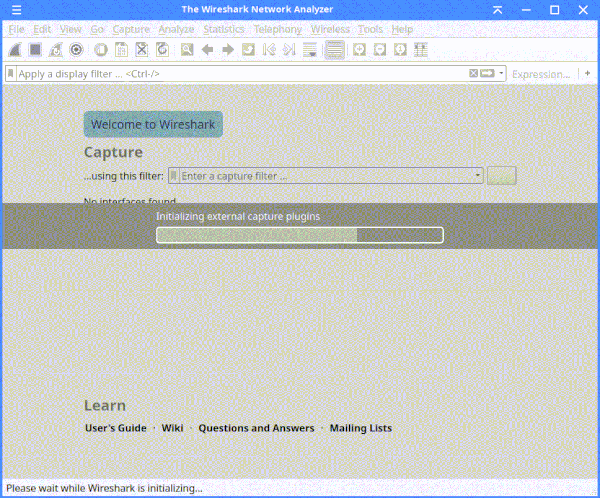 The Wireshark Network Analyzer
File Edit View Go Capture Analyze Statistics Telephony Wireless Tools Help
Apply a display filter ... <Ctrl-/> Expression... +
Welcome to Wireshark
Capture
...using this filter: Enter a capture filter ...
No interfaces found
Initializing external capture plugins
Learn
User's Guide · Wiki · Questions and Answers · Mailing Lists
Please wait while Wireshark is initializing...